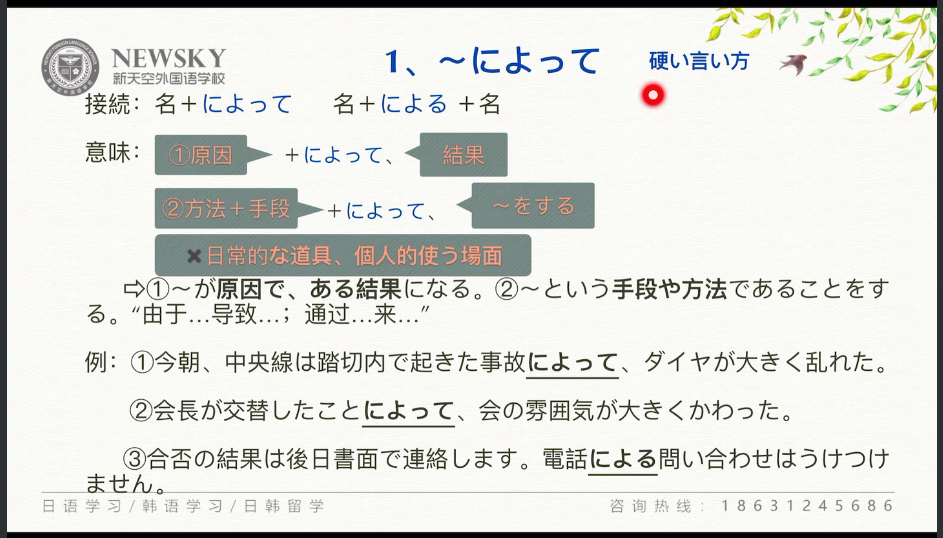 NEWSKY
新天空外国语学校
1、～によって
硬い言い方
接続：名＋によって　名＋による ＋名
意味：①原因 ＋によって、 結果
②方法＋手段 ＋によって、 ～をする
✖日常的な道具、個人的使う場面
⇨①～が原因で、ある結果になる。②～という手段や方法であることをす
る。“由于…导致…；通过…来…”
例：①今朝、中央線は踏切内で起きた事故によって、ダイヤが大きく乱れた。
②会長が交替したことによって、会の雰囲気が大きくかわった。
③合否の結果は後日書面で連絡します。電話による問い合わせはうけつけ
ません。
日语学习/韩语学习/日韩留学
咨询热线：18631245686